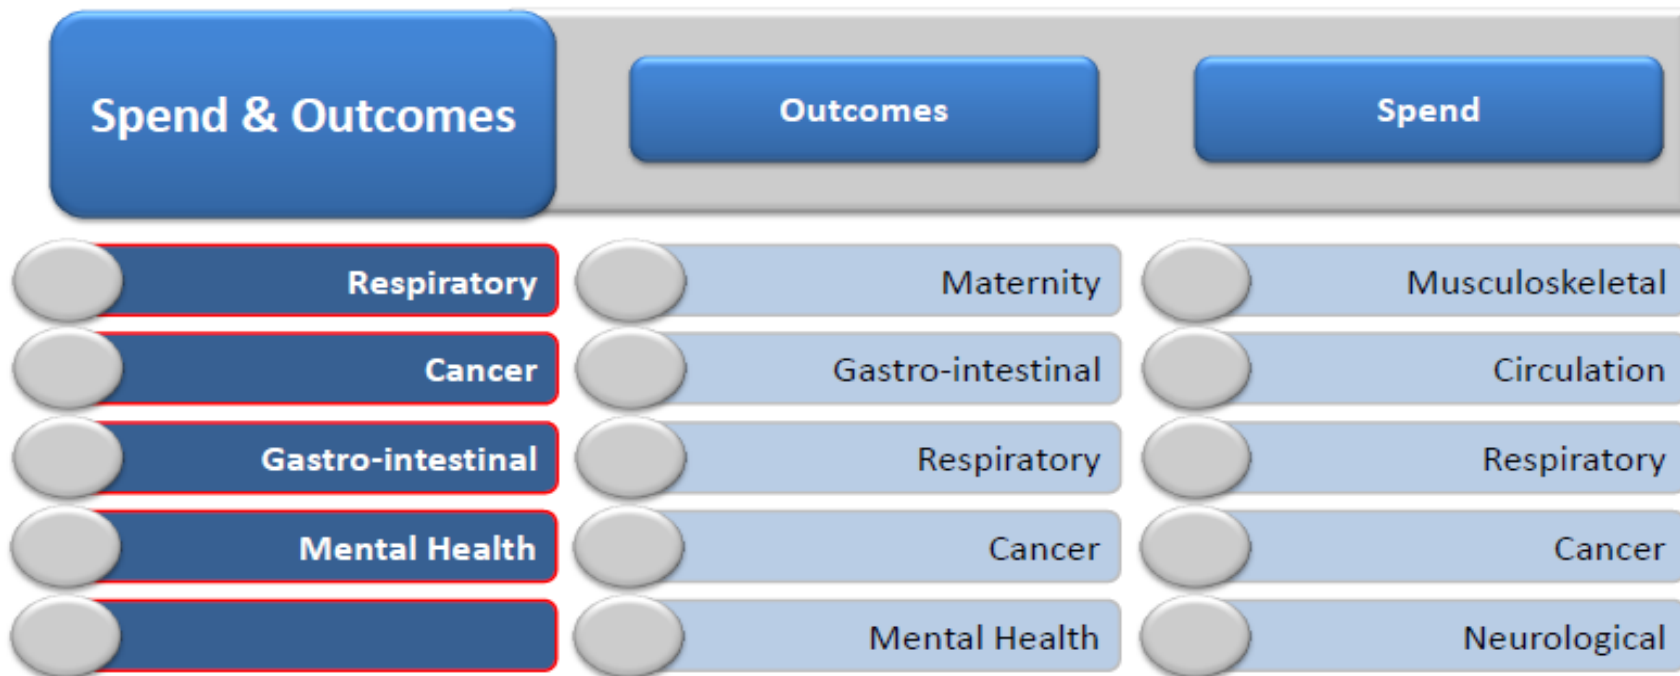 Spend & Outcomes
Outcomes
Spend
Respiratory
Maternity
Musculoskeletal
Cancer
Gastro-intestinal
Circulation
Gastro-intestinal
Respiratory
Respiratory
Mental Health
Cancer
Cancer
Mental Health
Neurological